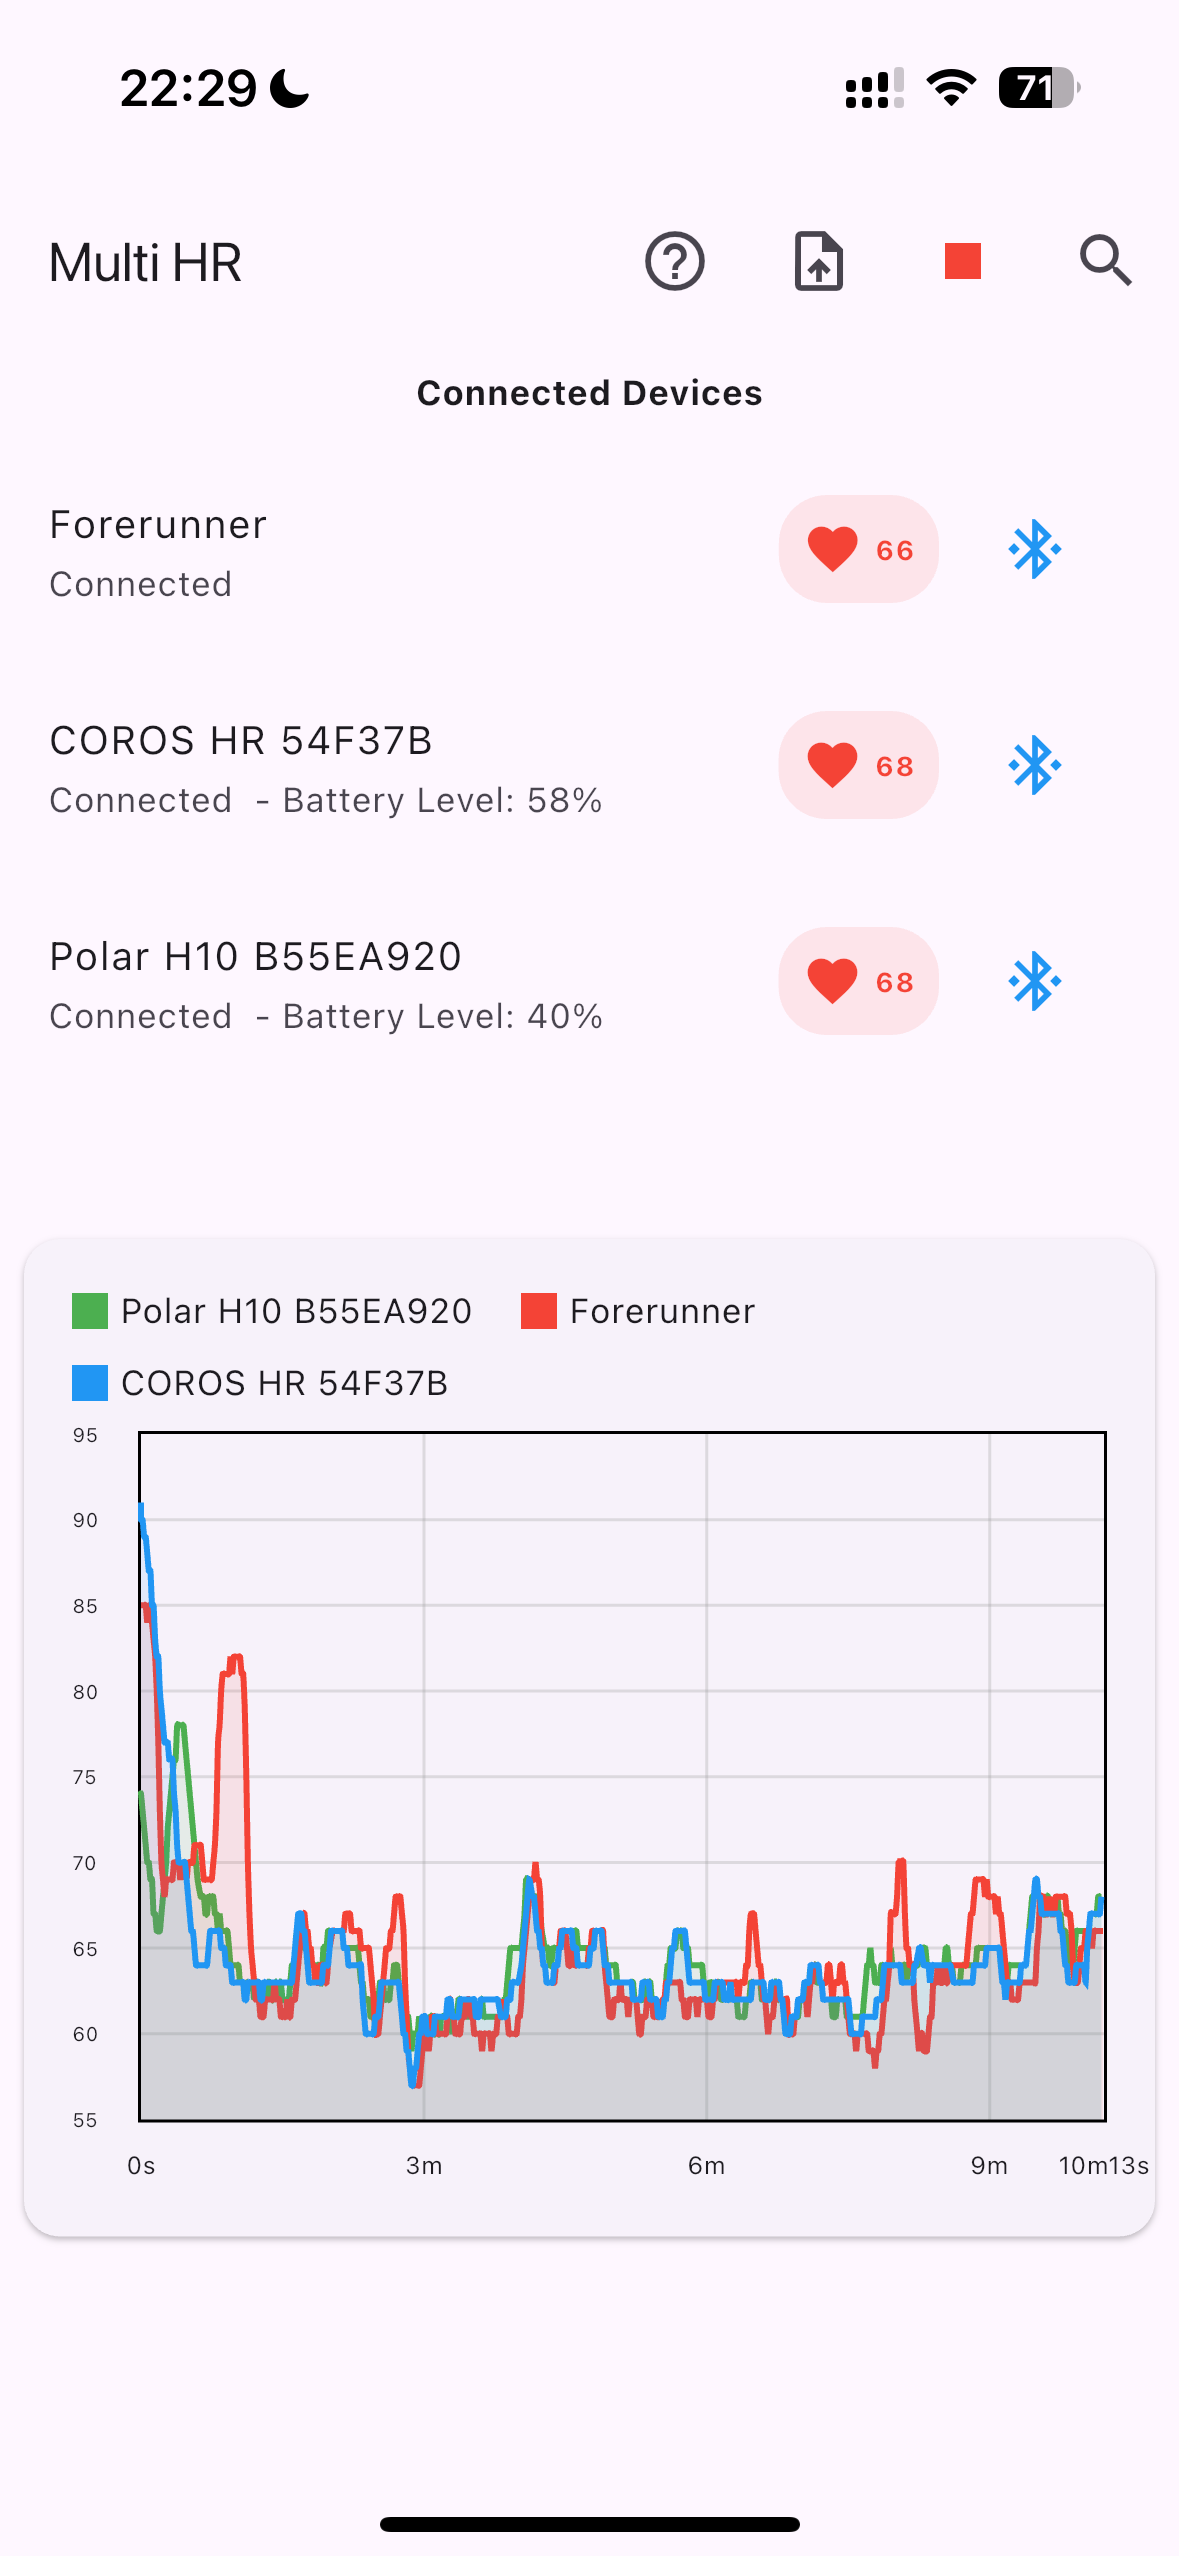 22:29
71
Multi HR
Connected Devices
Forerunner
66
Connected
COROS HR 54F37B
68
Connected - Battery Level: 58%
Polar H10 B55EA920
68
Connected - Battery Level: 40%
Polar H10 B55EA920 Forerunner
COROS HR 54F37B
95
90
85
80
75
70
65
60
55
0s 3m 6m 9m 10m13s